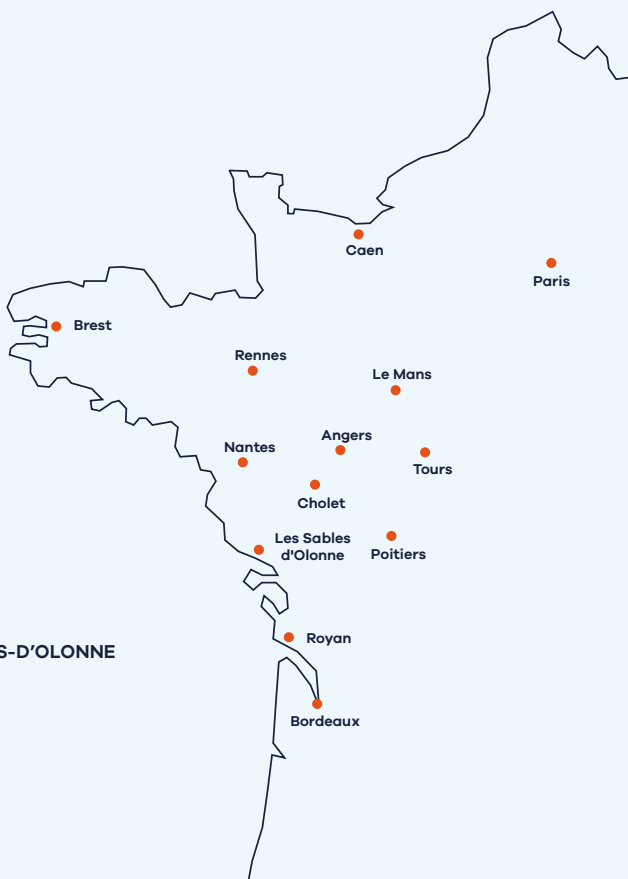 Caen
Paris
Brest
Rennes
Le Mans
Angers
Nantes
Tours
Cholet
Les Sables
d'Olonne
Poitiers
Royan
S-D'OLONNE
Bordeaux